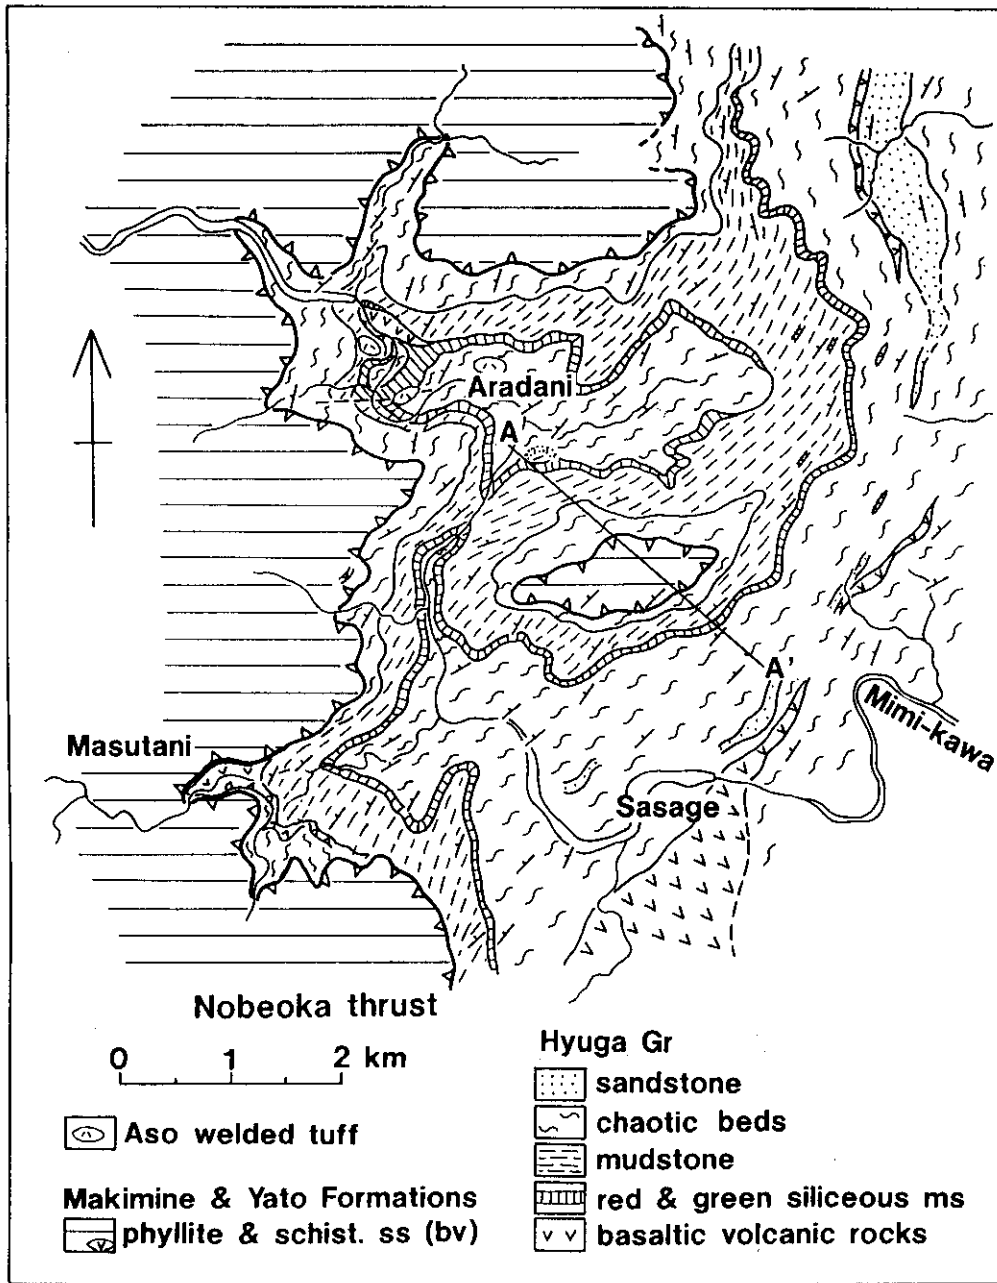 Aradani
A
A'
Mimi-kawa
Masutani
Sasage
Nobeoka thrust
0 1 2 km
Aso welded tuff
Makimine & Yato Formations
phyllite & schist. ss (bv)
Hyuga Gr
sandstone
chaotic beds
mudstone
red & green siliceous ms
basaltic volcanic rocks